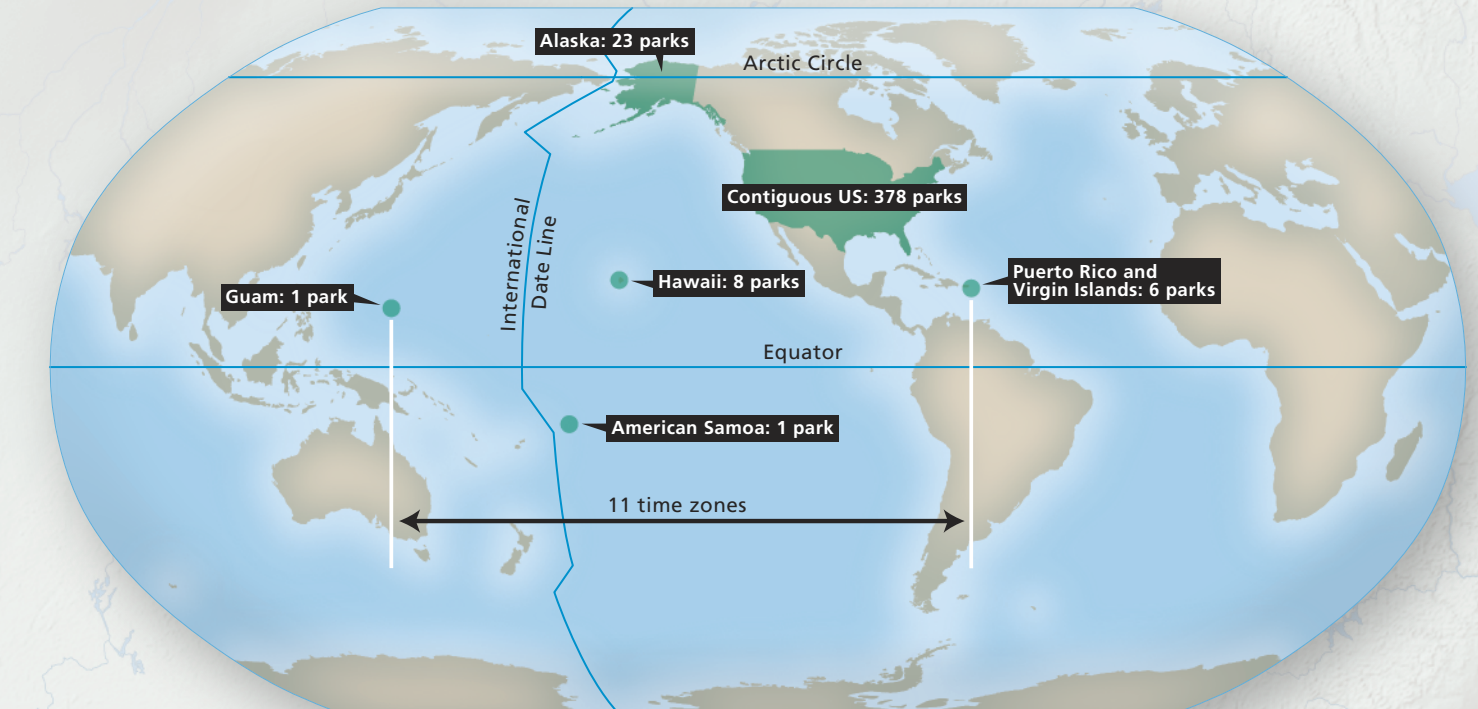 Alaska: 23 parks
Arctic Circle
Contiguous US: 378 parks
International
Date Line
Puerto Rico and
Virgin Islands: 6 parks
Hawaii: 8 parks
Guam: 1 park
Equator
American Samoa: 1 park
11 time zones